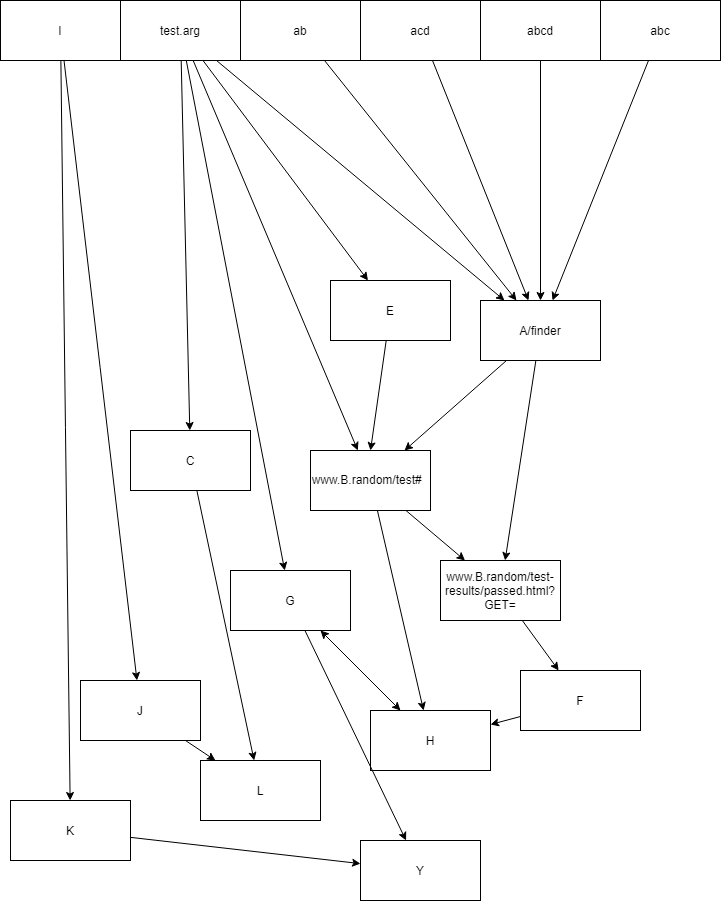 I
test.arg
ab
acd
abcd
abc
E
A/finder
C
www.B.random/test#
www.B.random/test-
results/passed.html?
GET=
G
J
F
H
L
K
Y